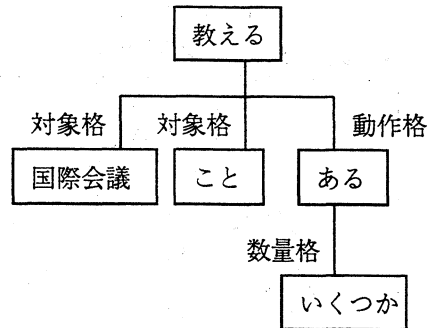 教える
対象格 対象格 動作格
国際会議 こと ある
数量格
いくつか